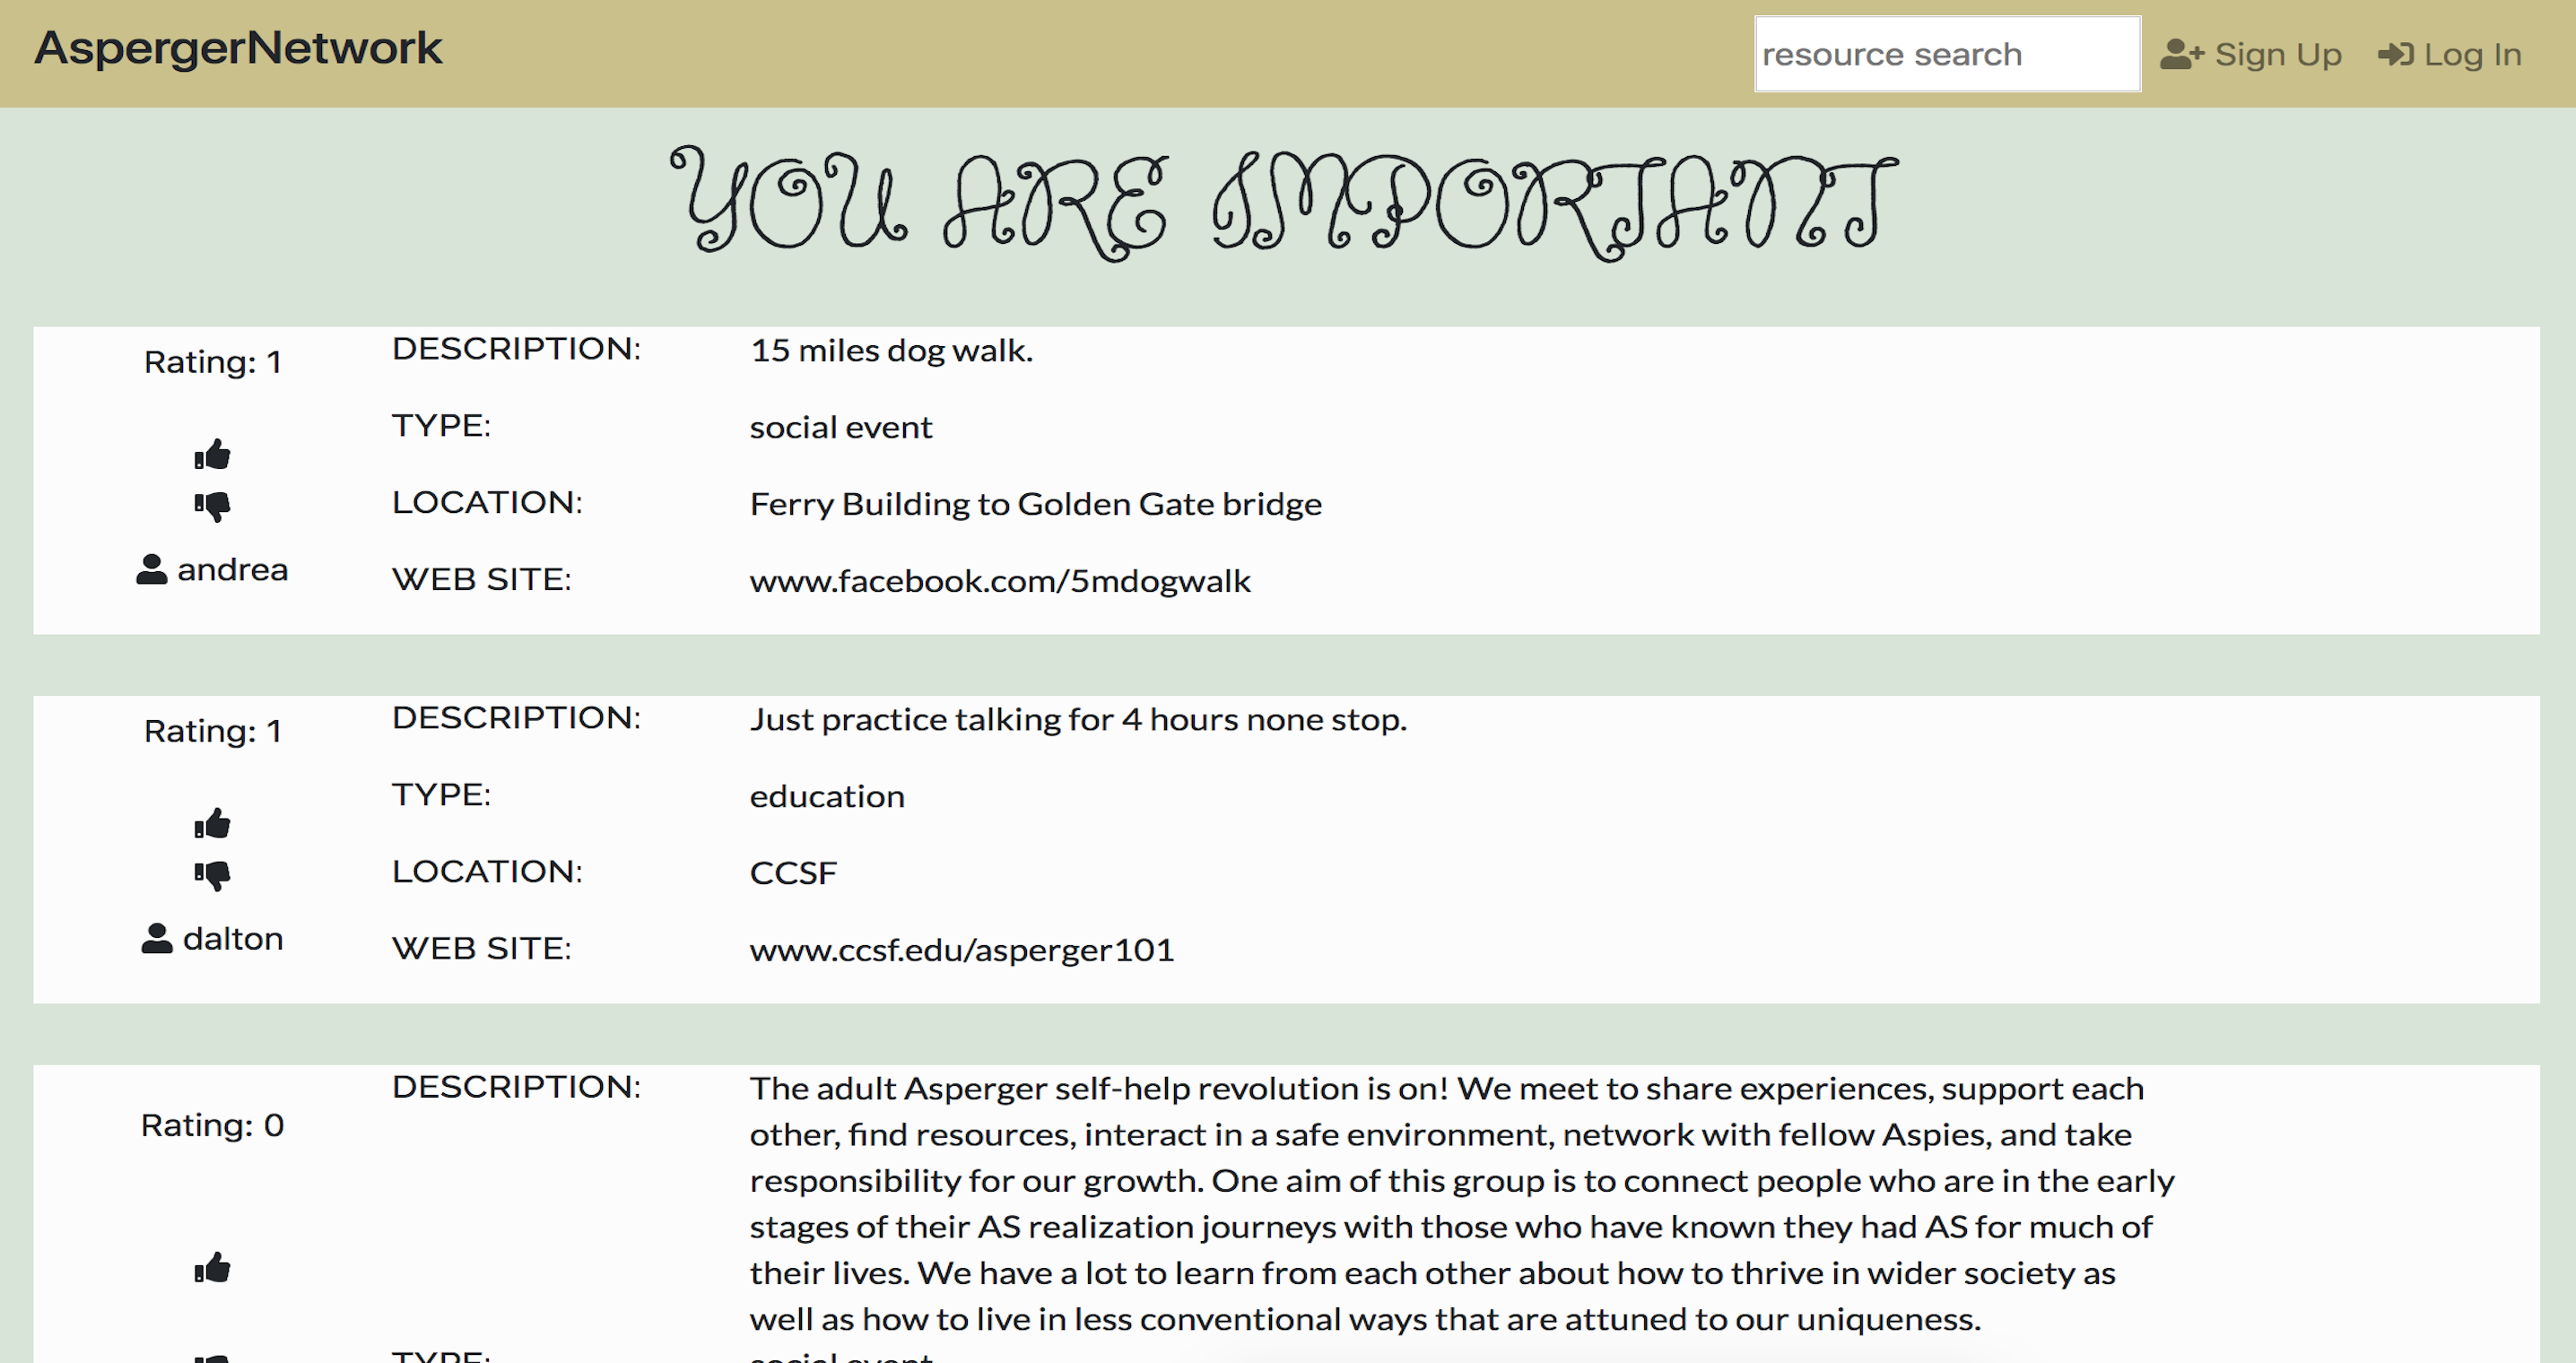 AspergerNetwork
resource search
Sign Up
Log In
YOU ARE IMPORTANT
Rating: 1
DESCRIPTION: 15 miles dog walk.
TYPE: social event
LOCATION: Ferry Building to Golden Gate bridge
andrea
WEB SITE: www.facebook.com/5mdogwalk
Rating: 1
DESCRIPTION: Just practice talking for 4 hours none stop.
TYPE: education
LOCATION: CCSF
dalton
WEB SITE: www.ccsf.edu/asperger101
Rating: 0
DESCRIPTION: The adult Asperger self-help revolution is on! We meet to share experiences, support each
other, find resources, interact in a safe environment, network with fellow Aspies, and take
responsibility for our growth. One aim of this group is to connect people who are in the early
stages of their AS realization journeys with those who have known they had AS for much of
their lives. We have a lot to learn from each other about how to thrive in wider society as
well as how to live in less conventional ways that are attuned to our uniqueness.
TYPE: social event